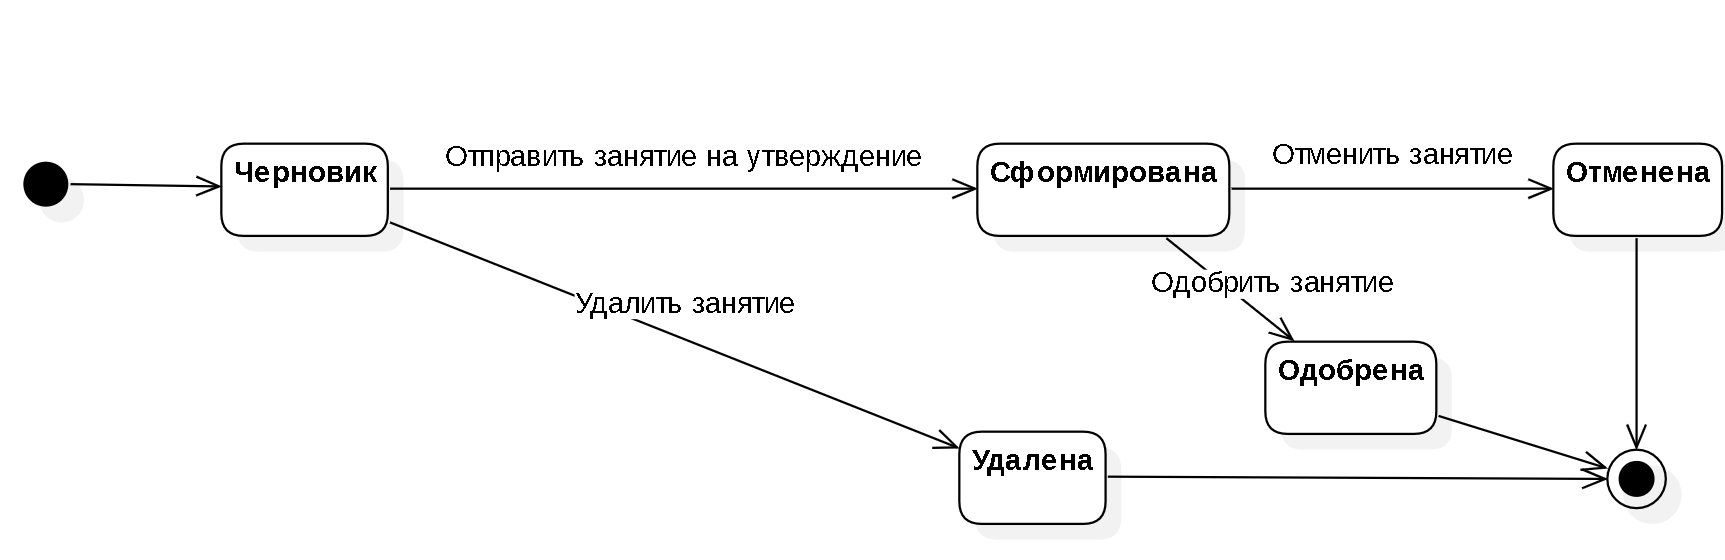 Черновик
Отправить занятие на утверждение
Сформирована
Отменить занятие
Отменена
Удалить занятие
Одобрить занятие
Одобрена
Удалена